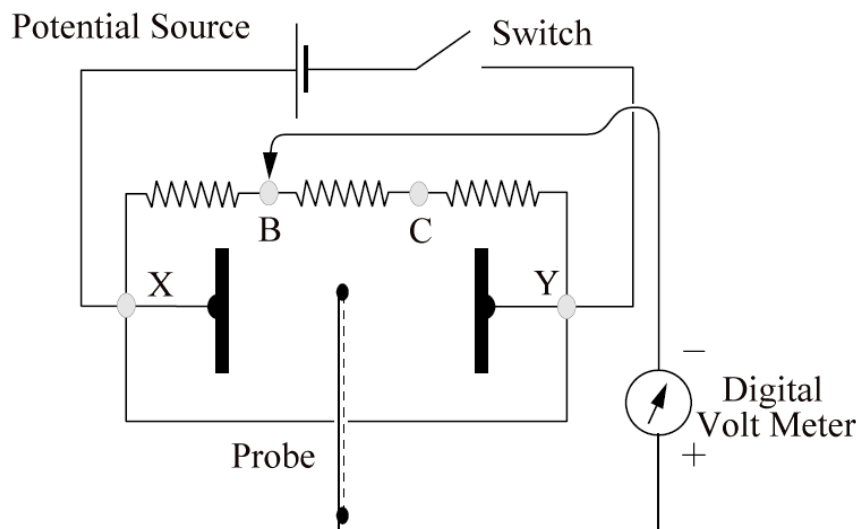 Potential Source
Switch
B
C
X
Y
−
Digital
Volt Meter
+
Probe